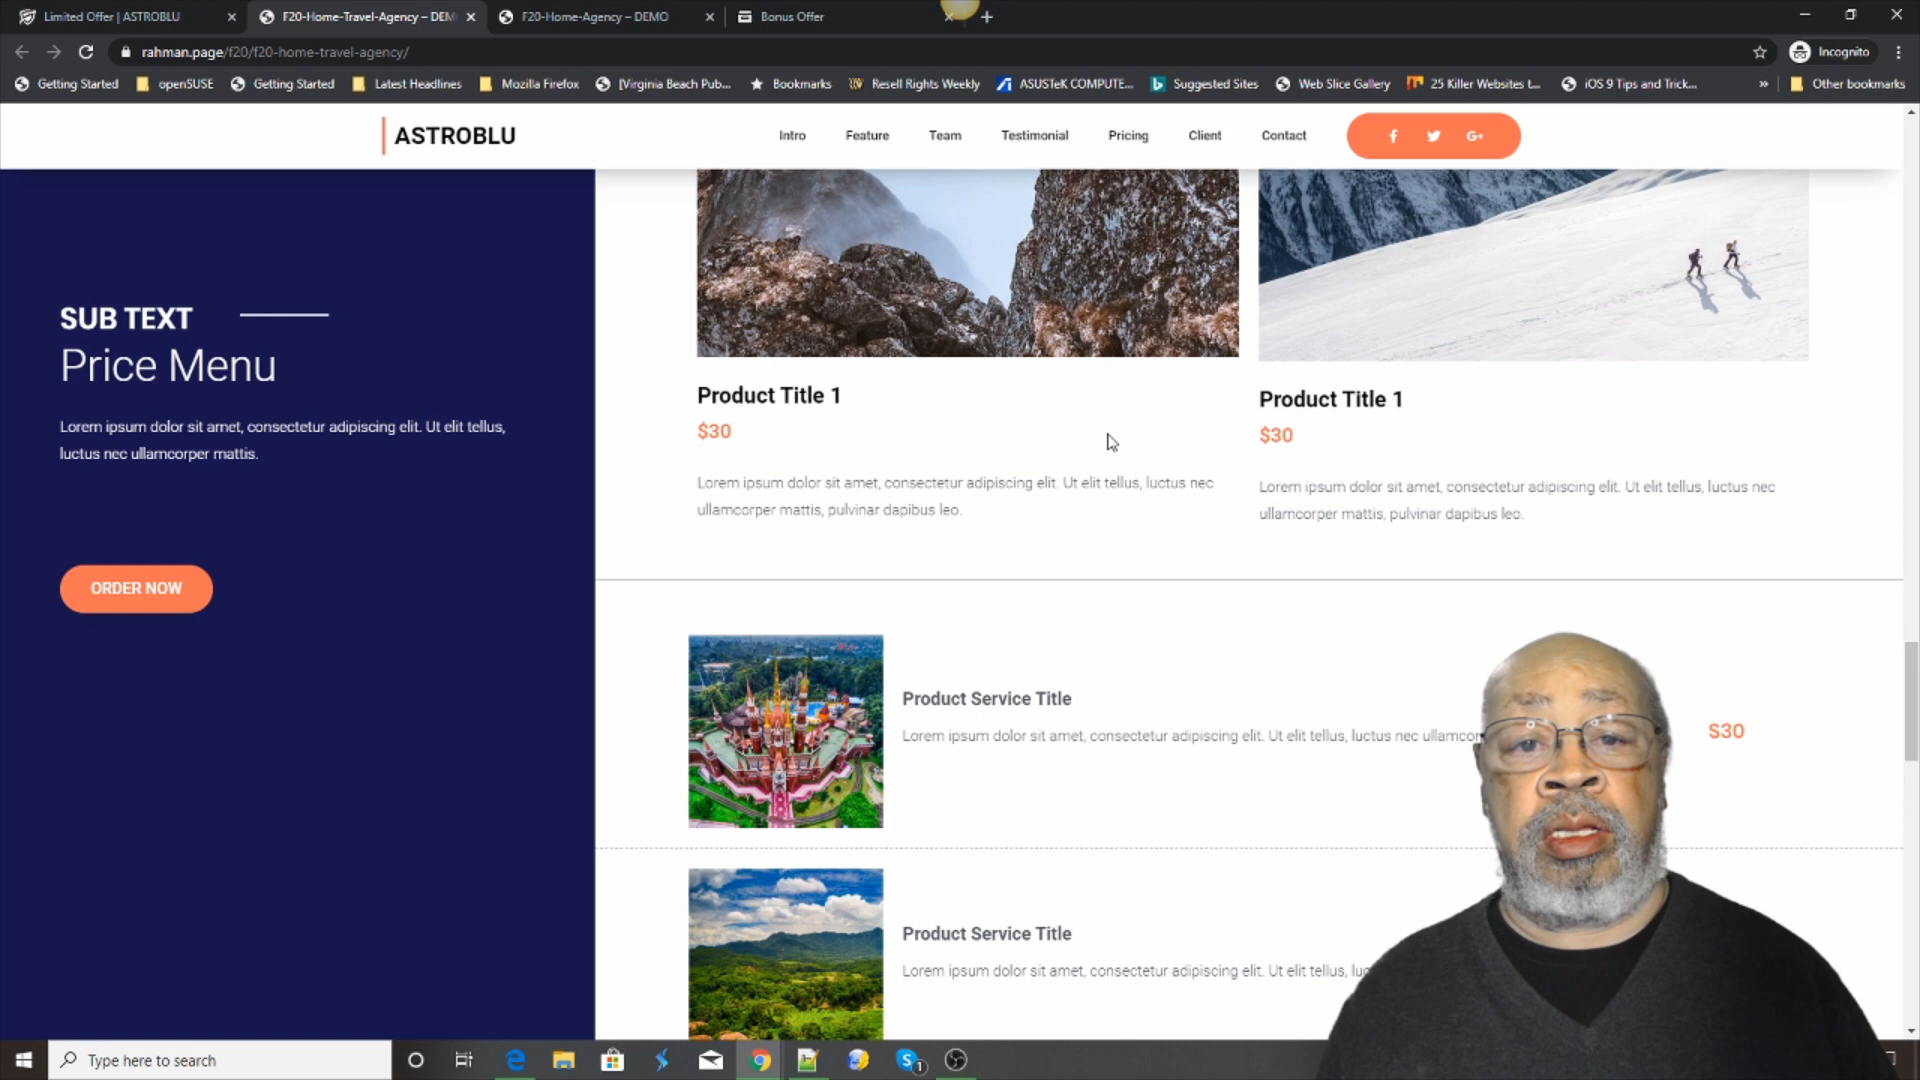 Limited Offer | ASTROBLU
F20-Home-Travel-Agency – DEM
F20-Home-Agency – DEMO
Bonus Offer
rahman.page/f20/f20-home-travel-agency/
Incognito
Getting Started
openSUSE
Getting Started
Latest Headlines
Mozilla Firefox
[Virginia Beach Pub...
Bookmarks
Resell Rights Weekly
ASUSTeK COMPUTE...
Suggested Sites
Web Slice Gallery
25 Killer Websites t...
iOS 9 Tips and Trick...
Other bookmarks
ASTROBLU
Intro
Feature
Team
Testimonial
Pricing
Client
Contact
SUB TEXT
Price Menu
Lorem ipsum dolor sit amet, consectetur adipiscing elit. Ut elit tellus,
luctus nec ullamcorper mattis.
ORDER NOW
Product Title 1
$30
Lorem ipsum dolor sit amet, consectetur adipiscing elit. Ut elit tellus, luctus nec
ullamcorper mattis, pulvinar dapibus leo.
Product Title 1
$30
Lorem ipsum dolor sit amet, consectetur adipiscing elit. Ut elit tellus, luctus nec
ullamcorper mattis, pulvinar dapibus leo.
Product Service Title
Lorem ipsum dolor sit amet, consectetur adipiscing elit. Ut elit tellus, luctus nec ullamcor
$30
Product Service Title
Lorem ipsum dolor sit amet, consectetur adipiscing elit. Ut elit tellus, luc
Type here to search
1